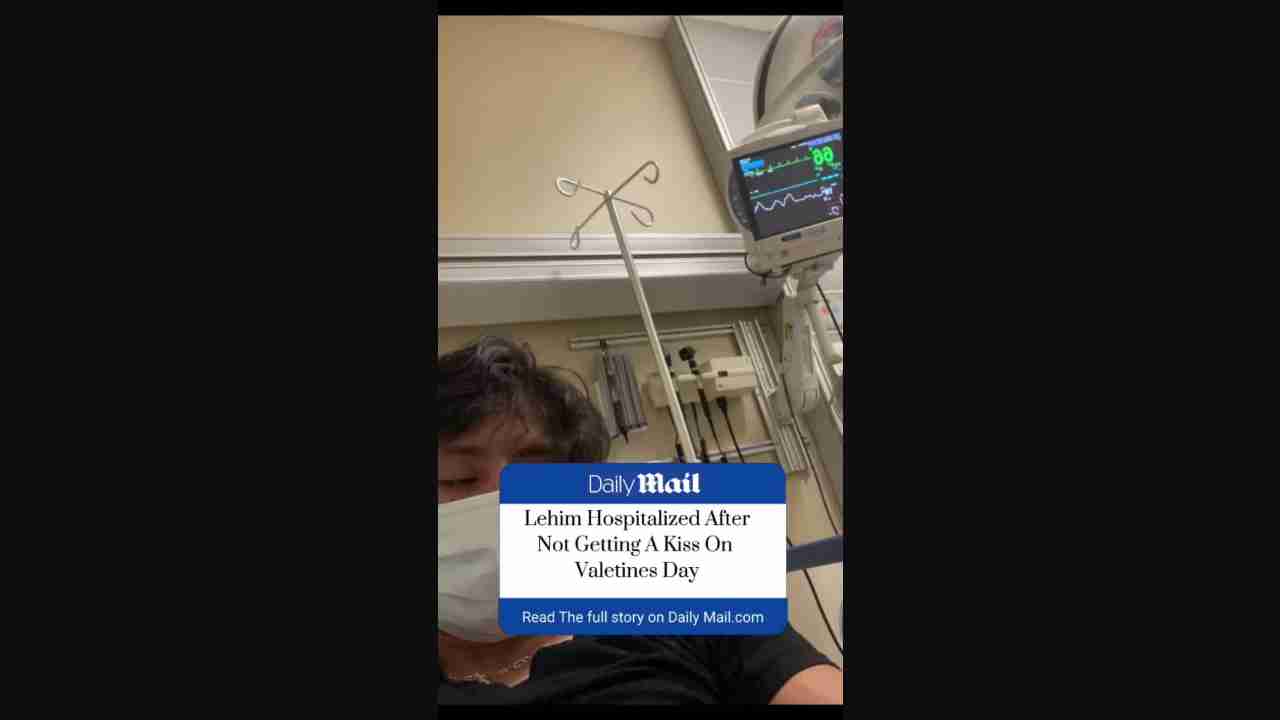 66
Daily Mail
Lehim Hospitalized After
Not Getting A Kiss On
Valetines Day
Read The full story on Daily Mail.com